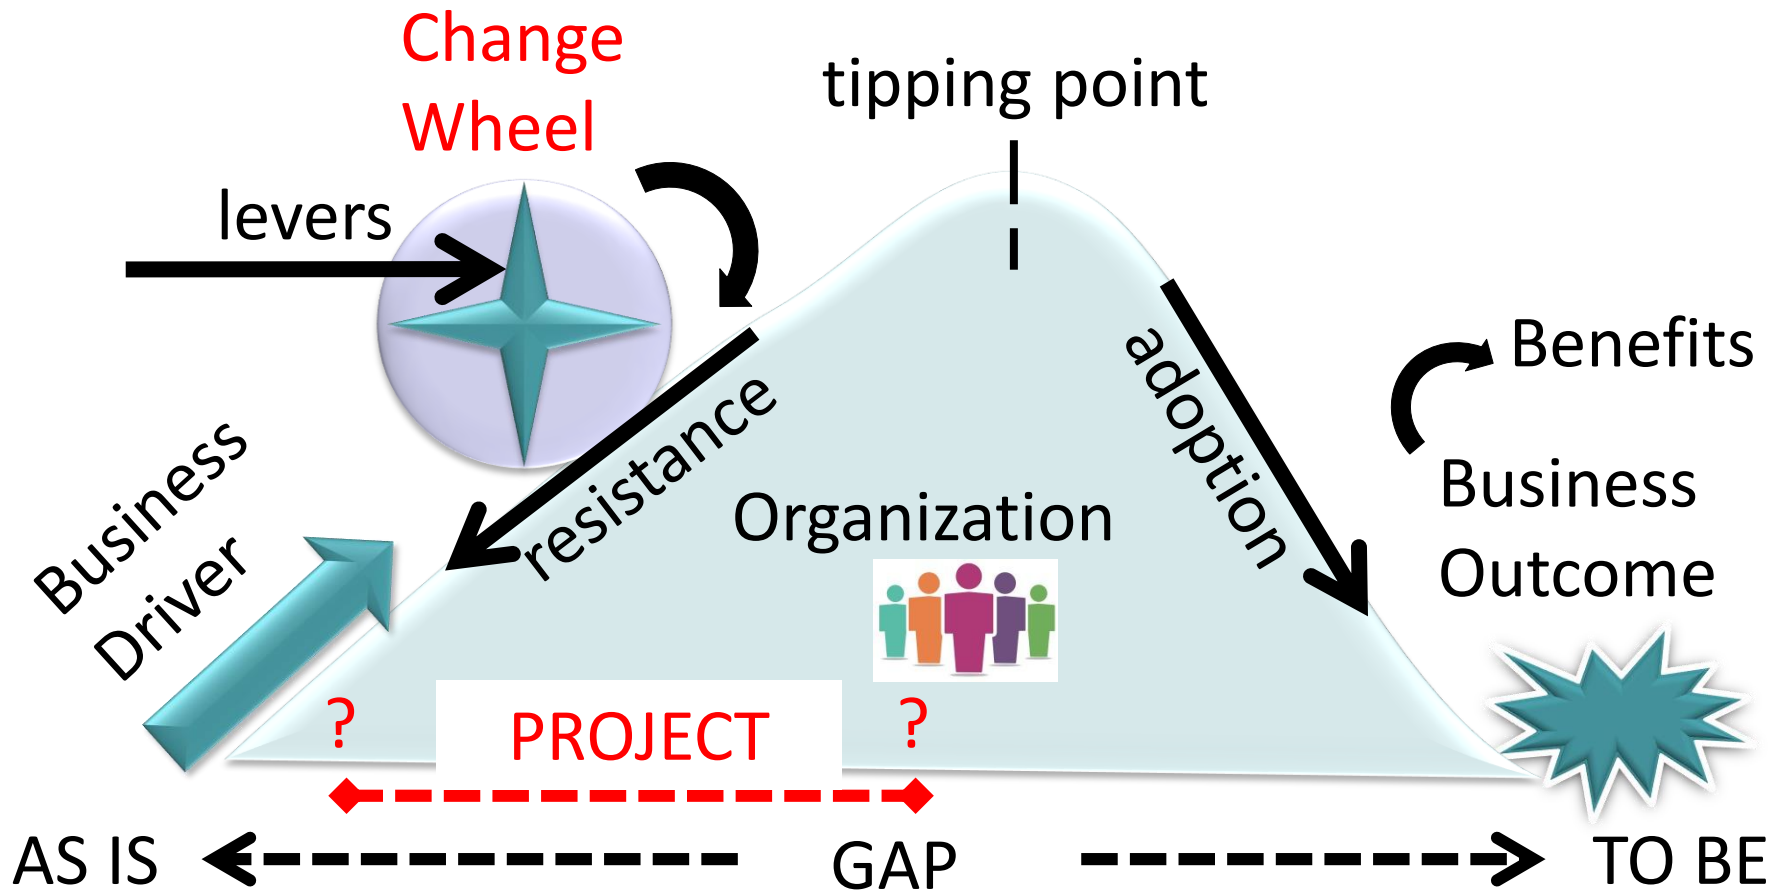 Change
Wheel
tipping point
levers
Benefits
resistance
adoption
Business
Driver
Organization
Business
Outcome
? PROJECT ?
AS IS GAP TO BE